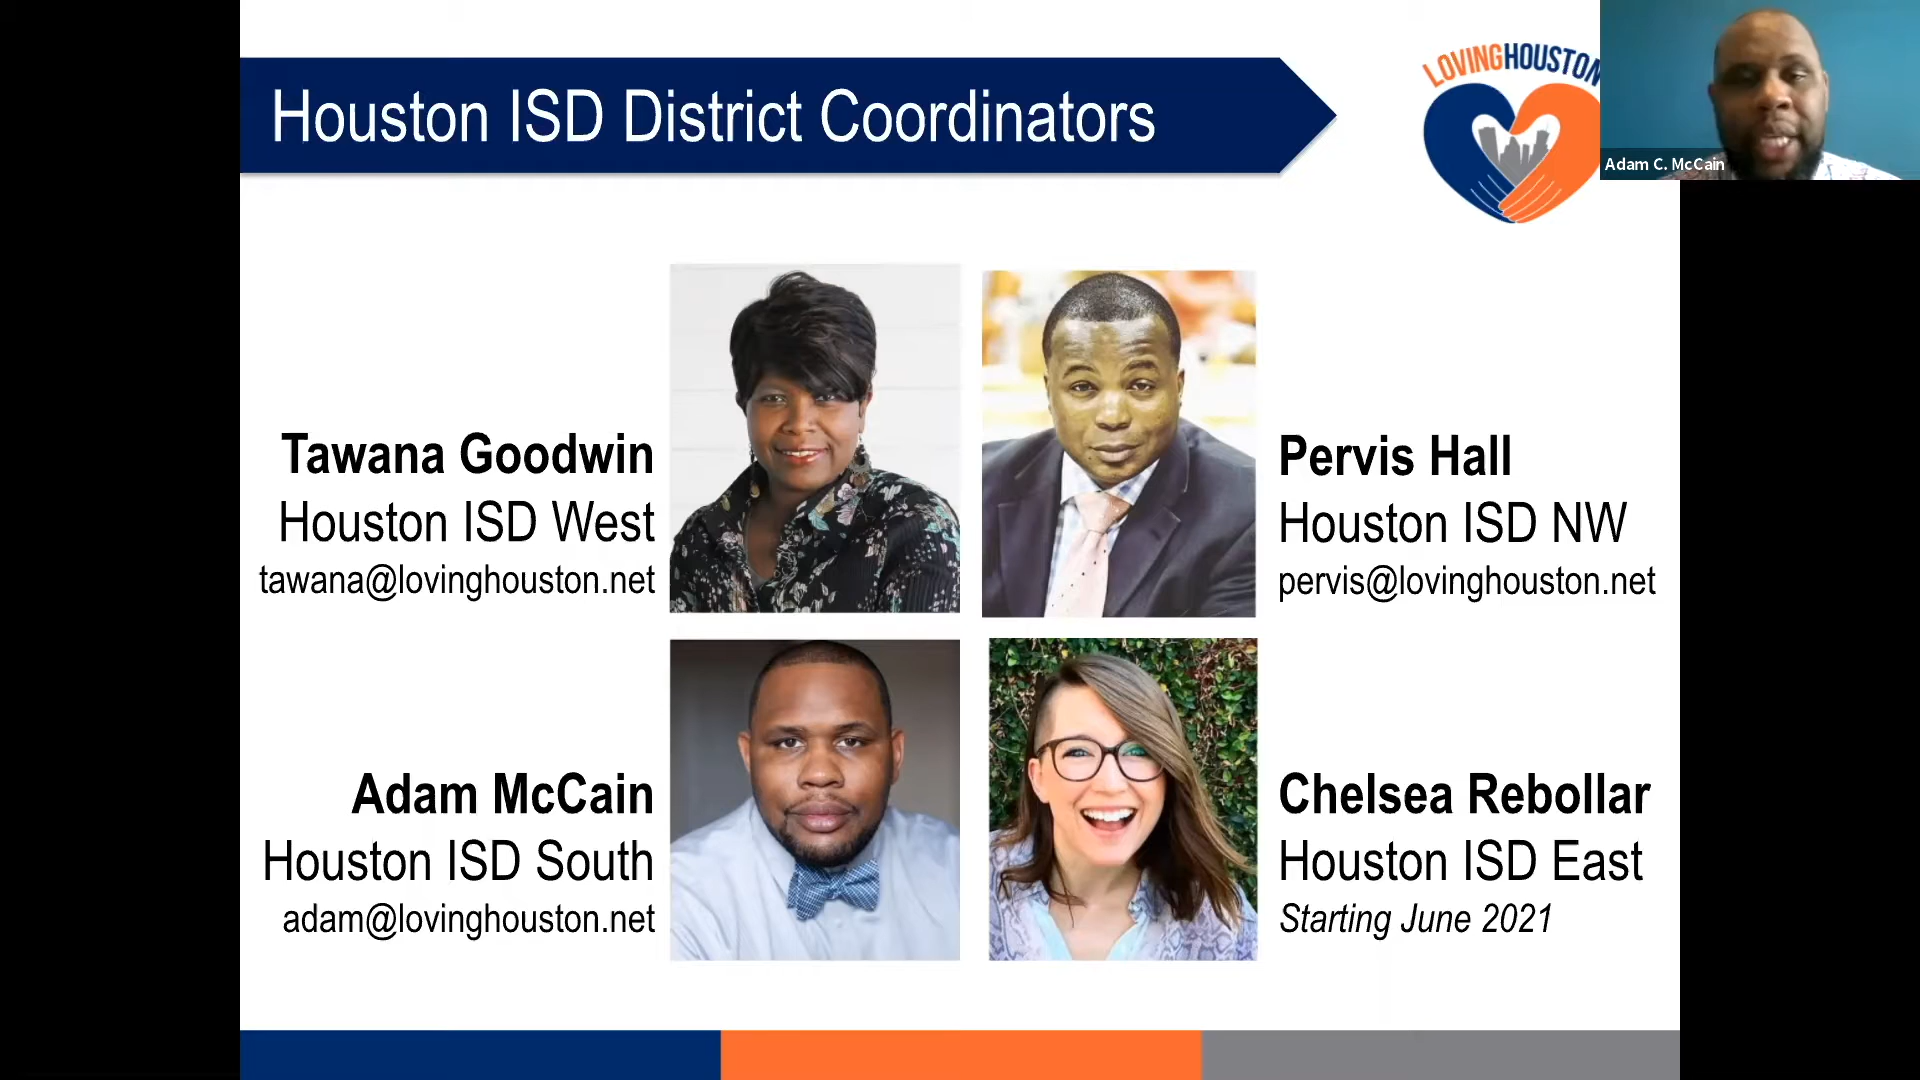 Houston ISD District Coordinators
LOVINGHOUSTON
Adam C. McCain
Tawana Goodwin
Houston ISD West
tawana@lovinghouston.net
Pervis Hall
Houston ISD NW
pervis@lovinghouston.net
Adam McCain
Houston ISD South
adam@lovinghouston.net
Chelsea Rebollar
Houston ISD East
Starting June 2021